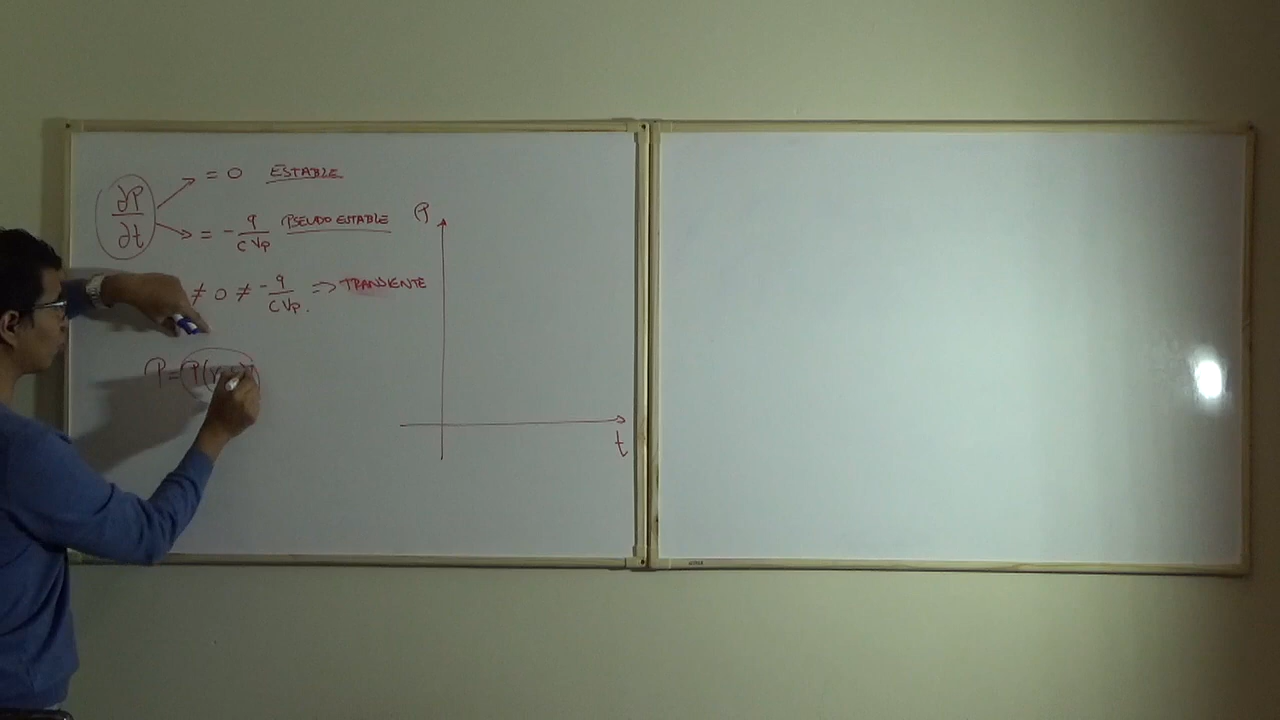 ∂P/∂t = 0 ESTABLE
= - q/CVp PSEUDO ESTABLE
≠ 0 ≠ - q/CVp. => TRANSIENTE
P = P(r
P
t